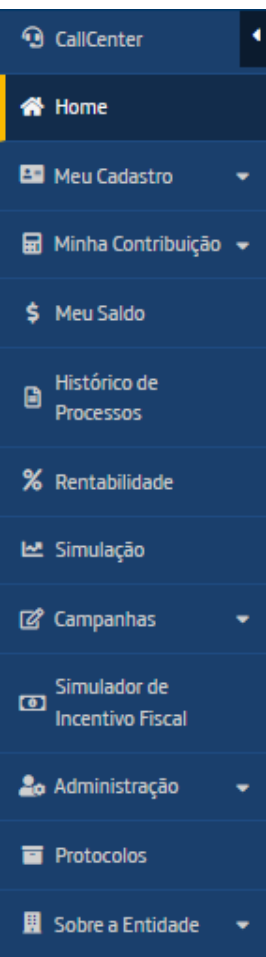 CallCenter
Home
Meu Cadastro
Minha Contribuição
$ Meu Saldo
Histórico de
Processos
% Rentabilidade
Simulação
Campanhas
Simulador de
Incentivo Fiscal
Administração
Protocolos
Sobre a Entidade